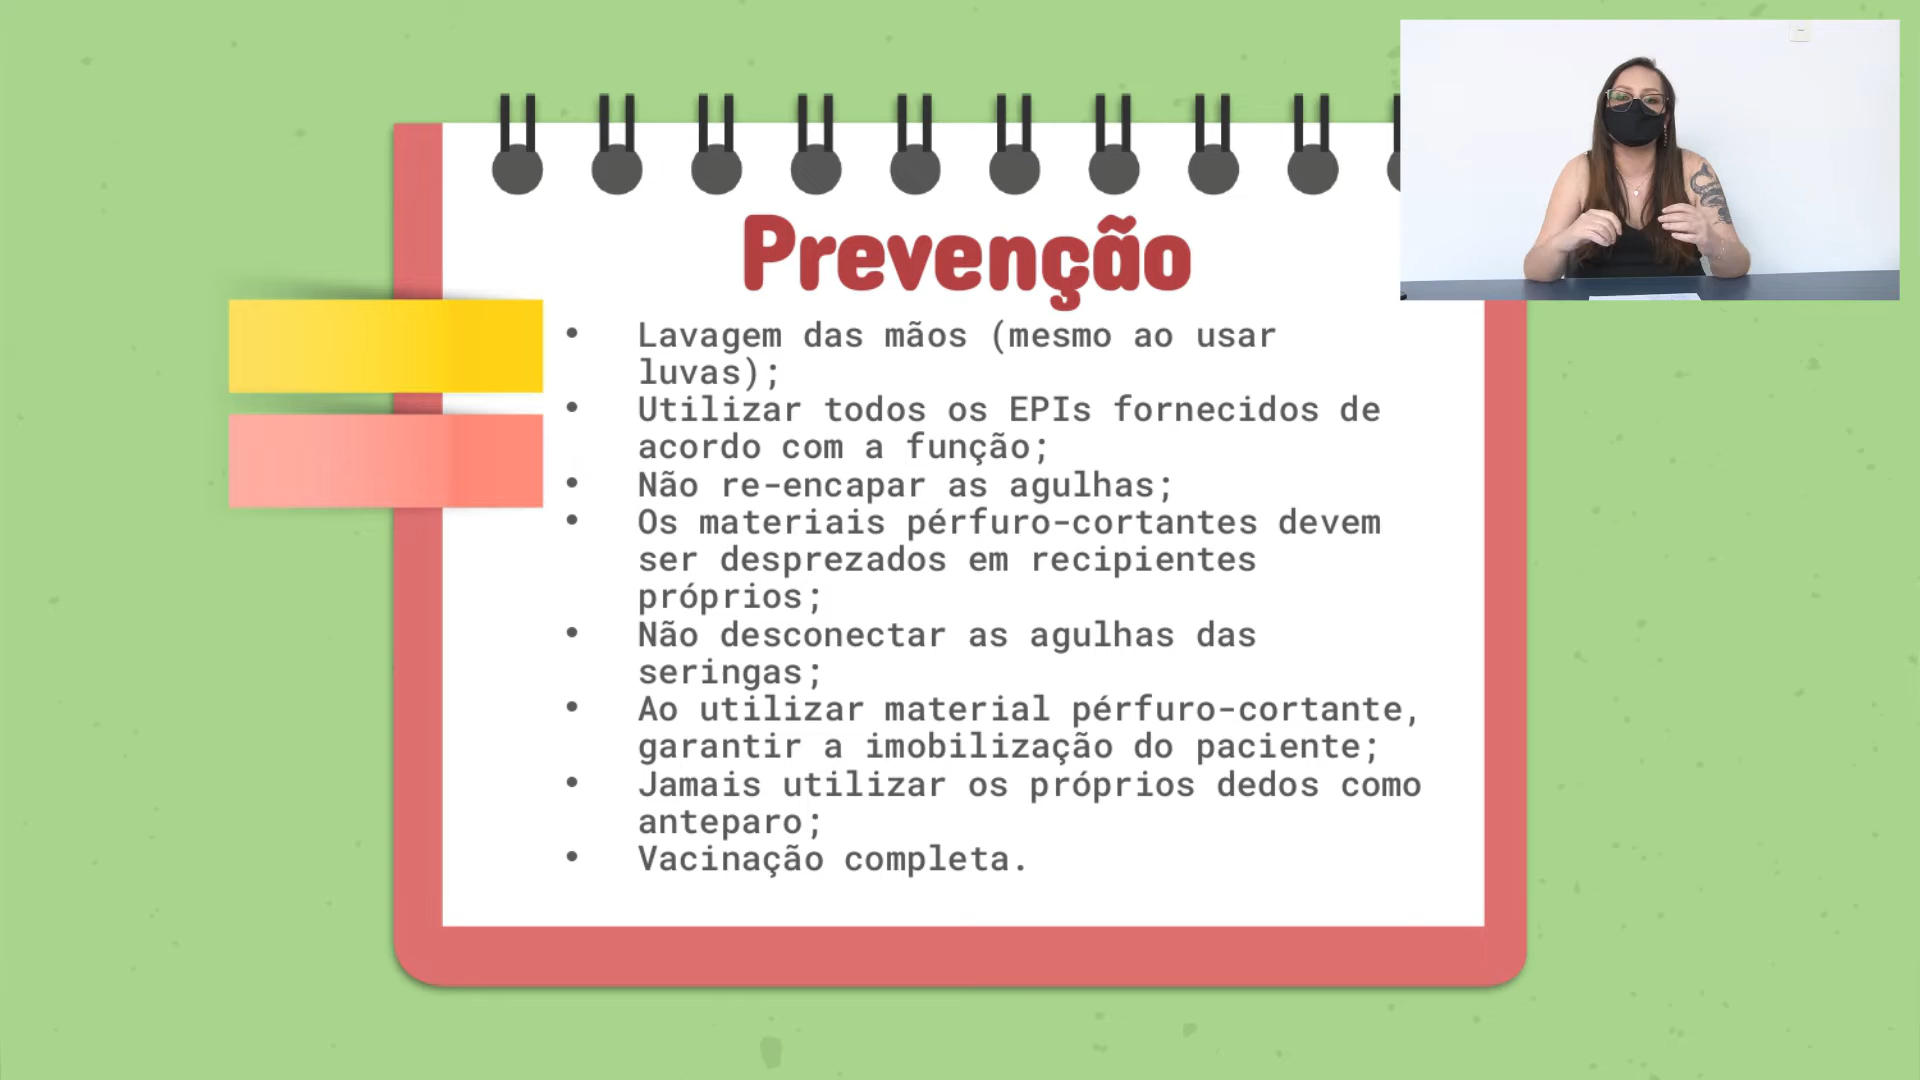 Prevenção
• Lavagem das mãos (mesmo ao usar
luvas);
• Utilizar todos os EPIs fornecidos de
acordo com a função;
• Não re-encapar as agulhas;
• Os materiais pérfuro-cortantes devem
ser desprezados em recipientes
próprios;
• Não desconectar as agulhas das
seringas;
• Ao utilizar material pérfuro-cortante,
garantir a imobilização do paciente;
• Jamais utilizar os próprios dedos como
anteparo;
• Vacinação completa.